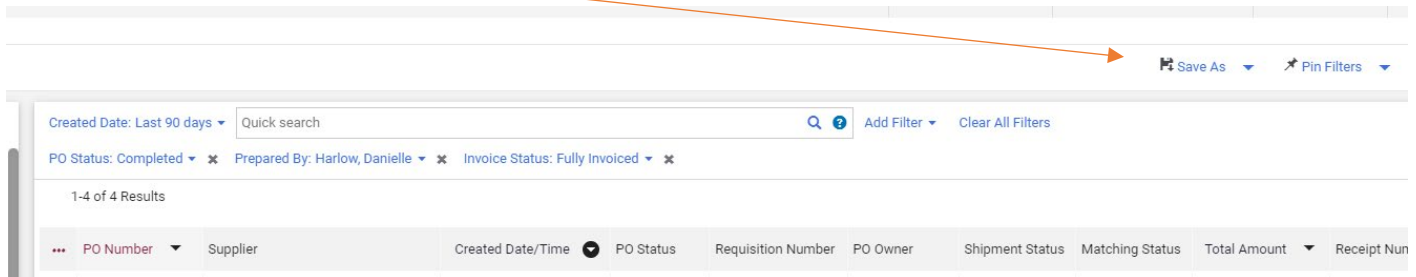 Save As Pin Filters
Created Date: Last 90 days Quick search Add Filter Clear All Filters
PO Status: Completed Prepared By: Harlow, Danielle Invoice Status: Fully Invoiced
1-4 of 4 Results
PO Number Supplier Created Date/Time PO Status Requisition Number PO Owner Shipment Status Matching Status Total Amount Receipt Num